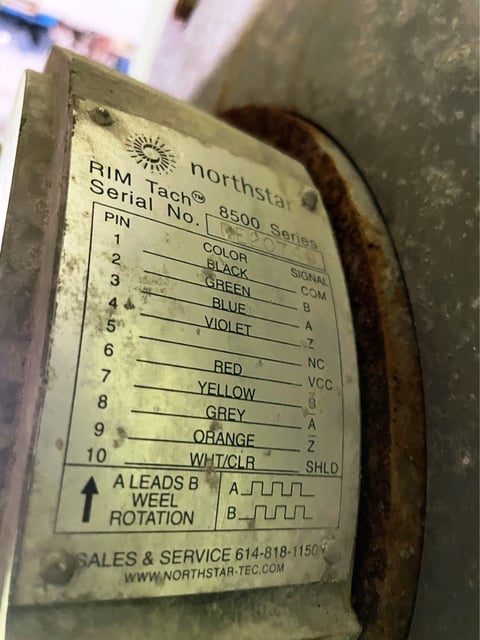 northstar
RIM Tach™ 8500 Series
Serial No.
PIN COLOR SIGNAL
1 BLACK COM
2 GREEN B
3 BLUE A
4 VIOLET Z
5 NC
6 RED VCC
7 YELLOW B̅
8 GREY A̅
9 ORANGE Z̅
10 WHT/CLR SHLD
A LEADS B
WEEL
ROTATION
A
B
SALES & SERVICE 614-818-1150
WWW.NORTHSTAR-TEC.COM